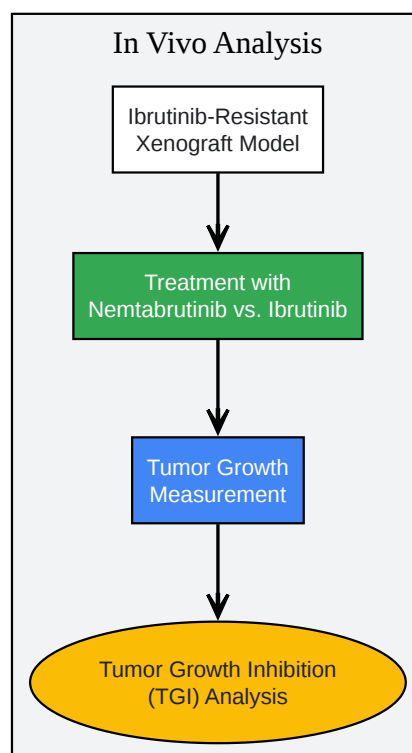 In Vivo Analysis
Ibrutinib-Resistant
Xenograft Model
Treatment with
Nemtabrutinib vs. Ibrutinib
Tumor Growth
Measurement
Tumor Growth Inhibition
(TGI) Analysis